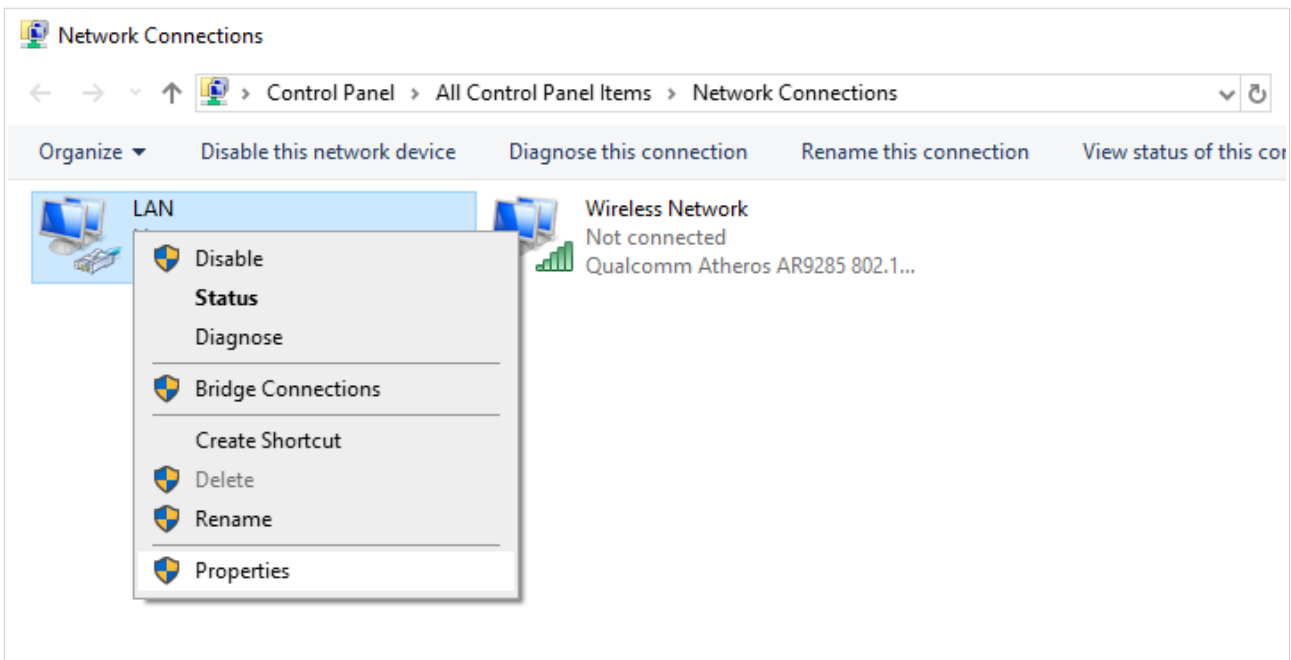 Network Connections
Control Panel > All Control Panel Items > Network Connections
Organize Disable this network device Diagnose this connection Rename this connection View status of this cor
LAN
Wireless Network
Not connected
Qualcomm Atheros AR9285 802.1...
Disable
Status
Diagnose
Bridge Connections
Create Shortcut
Delete
Rename
Properties